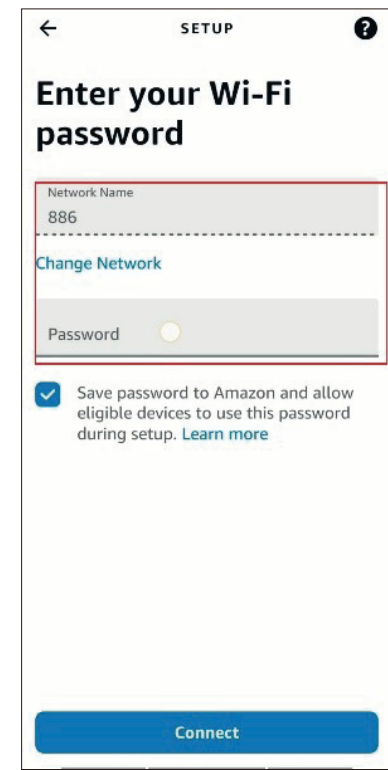 SETUP
?
Enter your Wi-Fi
password
Network Name
886
Change Network
Password
Save password to Amazon and allow
eligible devices to use this password
during setup. Learn more
Connect